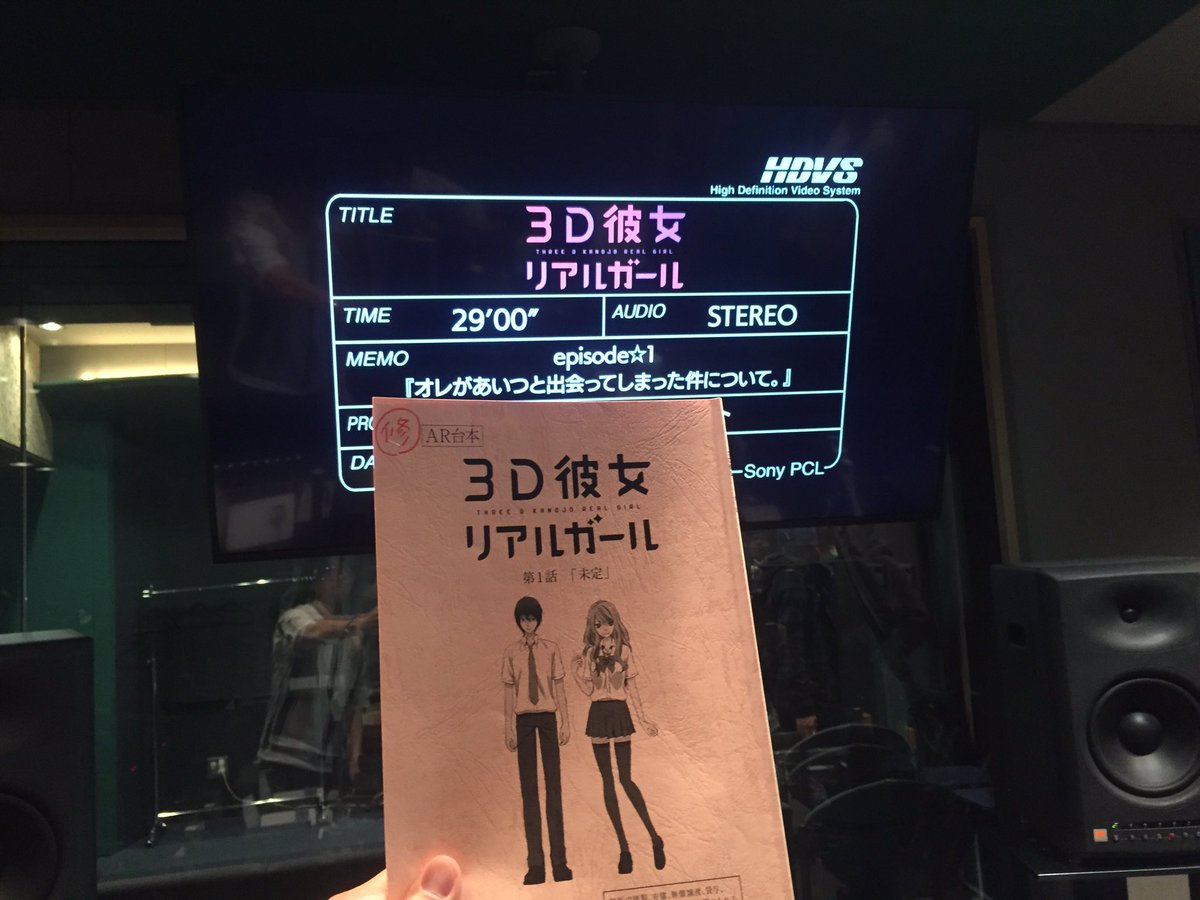 HDVS
High Definition Video System
TITLE
3D彼女
THREE D KANOJO REAL GIRL
リアルガール
TIME 29'00” AUDIO STEREO
MEMO episode☆1
『オレがあいつと出会ってしまった件について。』
PRO
DA
Sony PCL
修 AR台本
3D彼女
THREE D KANOJO REAL GIRL
リアルガール
第1話 「未定」